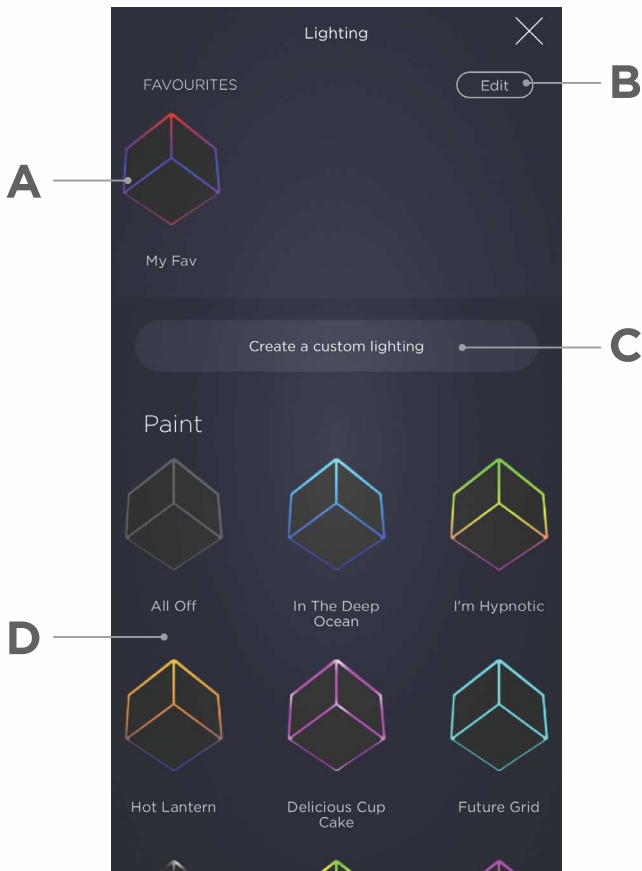 Lighting
FAVOURITES
Edit
B
A
My Fav
Create a custom lighting
C
Paint
All Off
In The Deep
Ocean
I'm Hypnotic
D
Hot Lantern
Delicious Cup
Cake
Future Grid